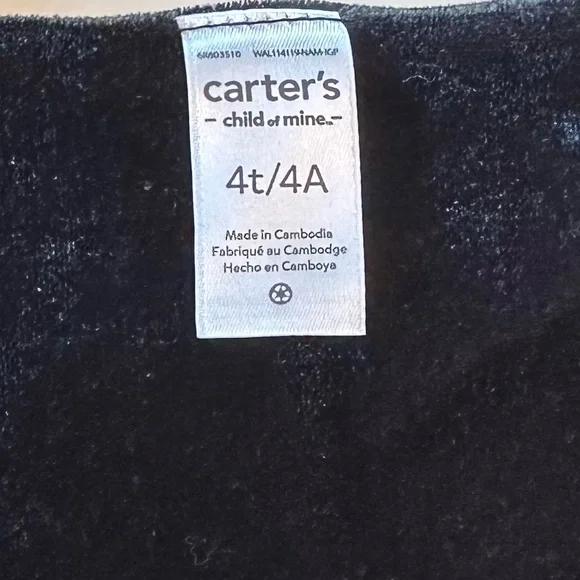 carter's
- child of mine -
4t/4A
Made in Cambodia
Fabriqué au Cambodge
Hecho en Camboya